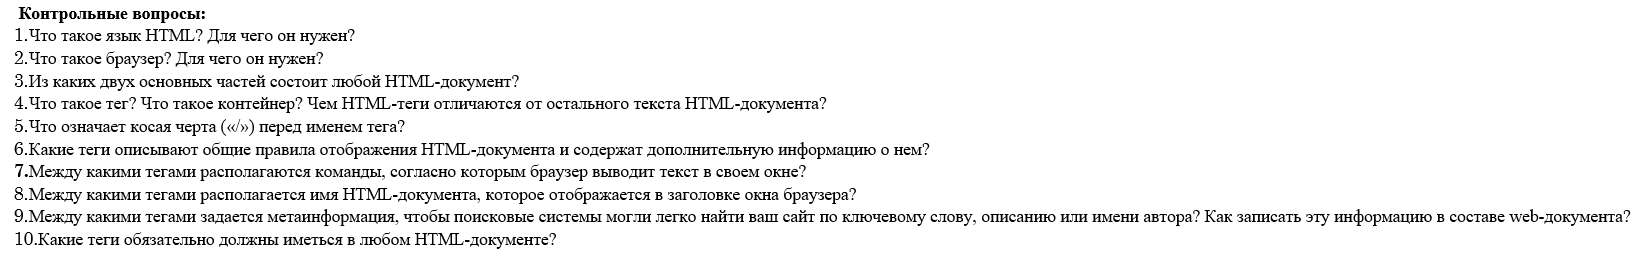 Контрольные вопросы:
1.Что такое язык HTML? Для чего он нужен?
2.Что такое браузер? Для чего он нужен?
3.Из каких двух основных частей состоит любой HTML-документ?
4.Что такое тег? Что такое контейнер? Чем HTML-теги отличаются от остального текста HTML-документа?
5.Что означает косая черта («/») перед именем тега?
6.Какие теги описывают общие правила отображения HTML-документа и содержат дополнительную информацию о нем?
7.Между какими тегами располагаются команды, согласно которым браузер выводит текст в своем окне?
8.Между какими тегами располагается имя HTML-документа, которое отображается в заголовке окна браузера?
9.Между какими тегами задается метаинформация, чтобы поисковые системы могли легко найти ваш сайт по ключевому слову, описанию или имени автора? Как записать эту информацию в составе web-документа?
10.Какие теги обязательно должны иметься в любом HTML-документе?